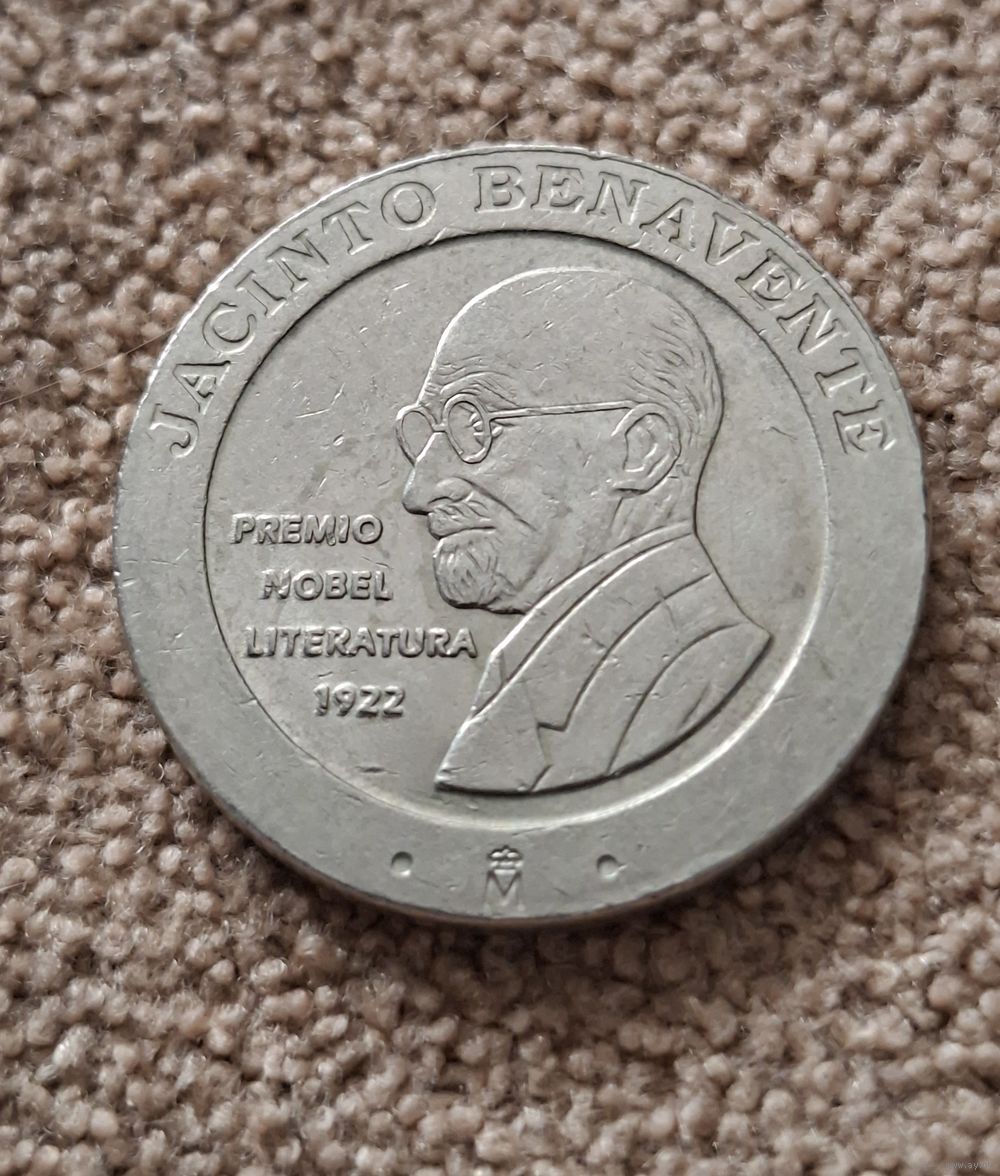 JACINTO BENAVENTE
PREMIO
NOBEL
LITERATURA
1922
M